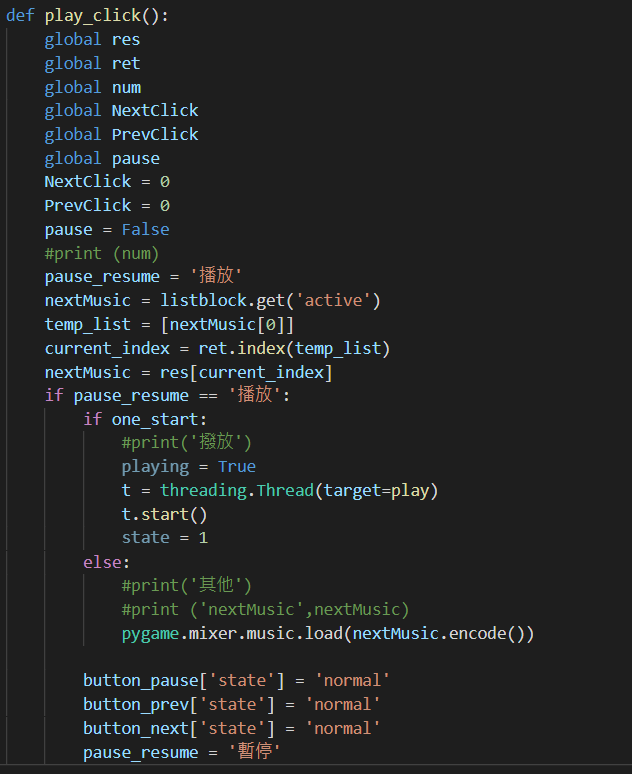 def play_click():
    global res
    global ret
    global num
    global NextClick
    global PrevClick
    global pause
    NextClick = 0
    PrevClick = 0
    pause = False
    #print (num)
    pause_resume = '播放'
    nextMusic = listblock.get('active')
    temp_list = [nextMusic[0]]
    current_index = ret.index(temp_list)
    nextMusic = res[current_index]
    if pause_resume == '播放':
        if one_start:
            #print('撥放')
            playing = True
            t = threading.Thread(target=play)
            t.start()
            state = 1
        else:
            #print('其他')
            #print ('nextMusic',nextMusic)
            pygame.mixer.music.load(nextMusic.encode())

        button_pause['state'] = 'normal'
        button_prev['state'] = 'normal'
        button_next['state'] = 'normal'
        pause_resume = '暫停'